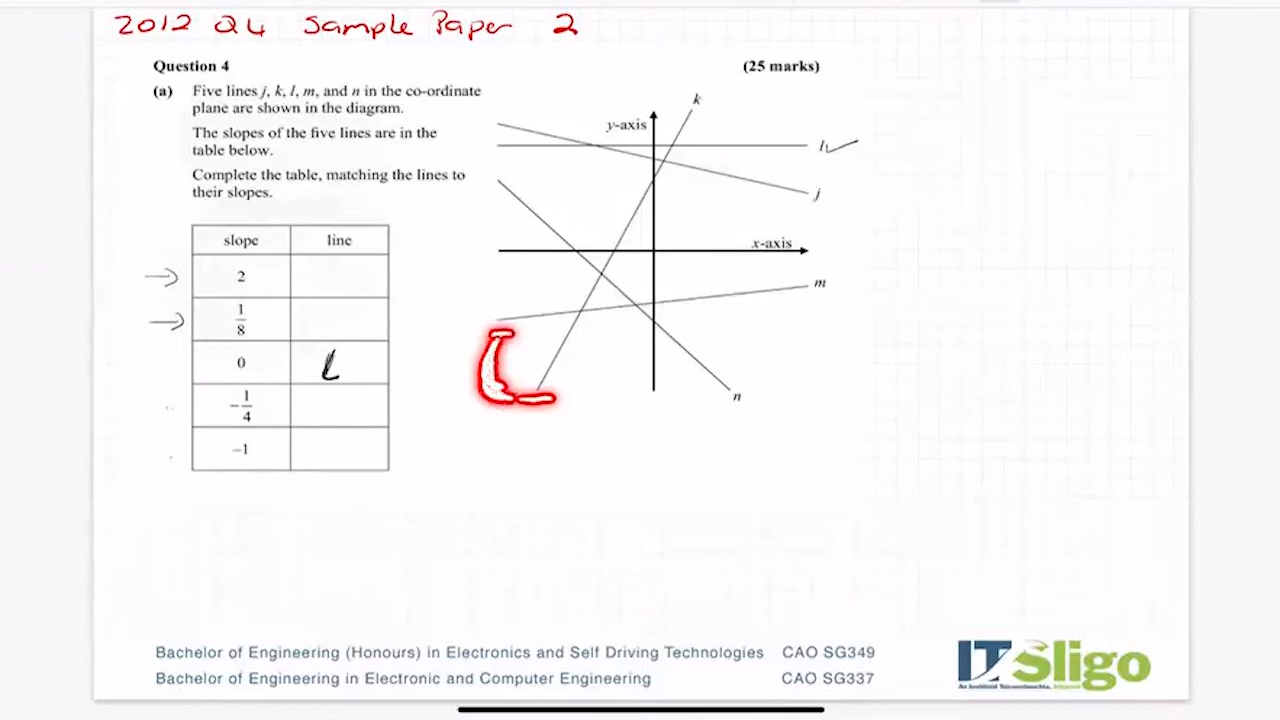 2012 Q4 Sample Paper 2
Question 4 (25 marks)
(a) Five lines j, k, l, m, and n in the co-ordinate
plane are shown in the diagram.
The slopes of the five lines are in the
table below.
Complete the table, matching the lines to
their slopes.
slope line
2
1/8
0 l
-1/4
–1
k
y-axis
l
j
x-axis
m
n
Bachelor of Engineering (Honours) in Electronics and Self Driving Technologies CAO SG349
Bachelor of Engineering in Electronic and Computer Engineering CAO SG337
IT Sligo
An Institiúid Teicneolaíochta, Sligeach